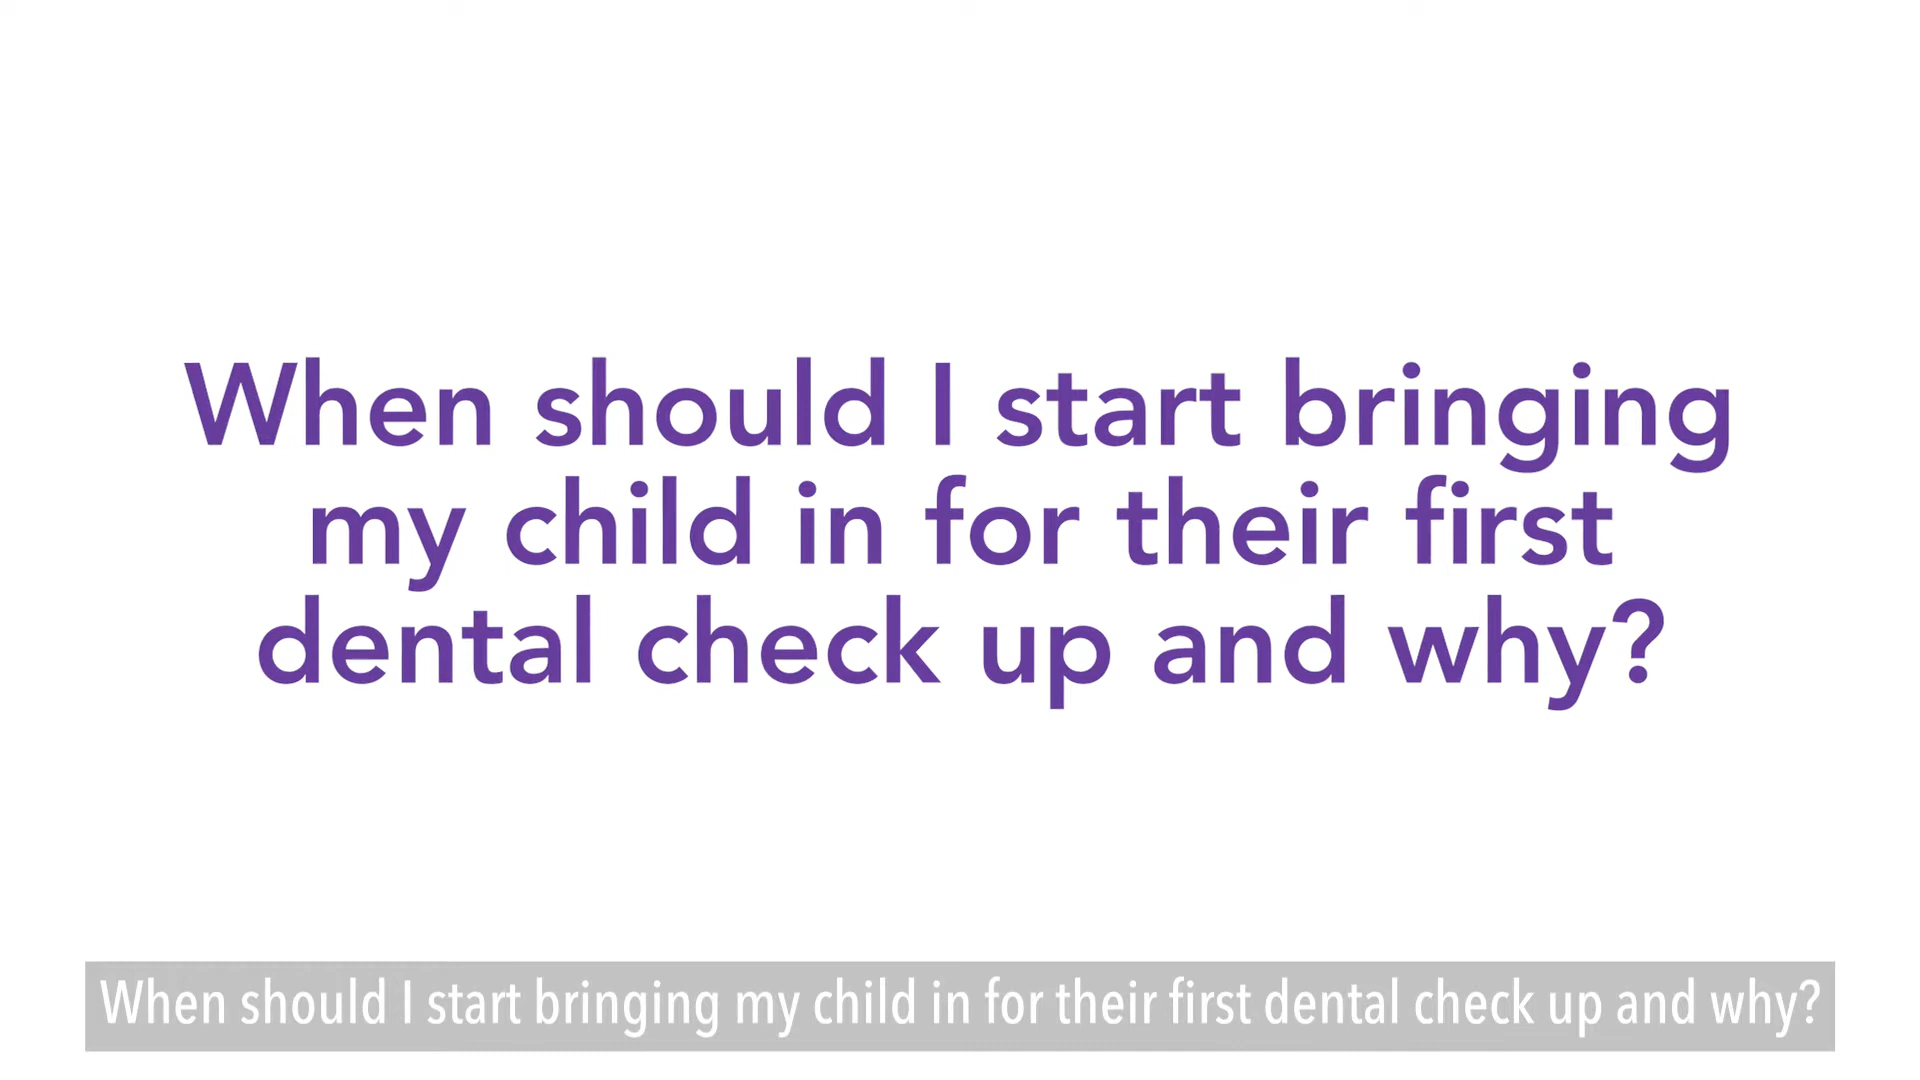 When should I start bringing
my child in for their first
dental check up and why?
When should I start bringing my child in for their first dental check up and why?